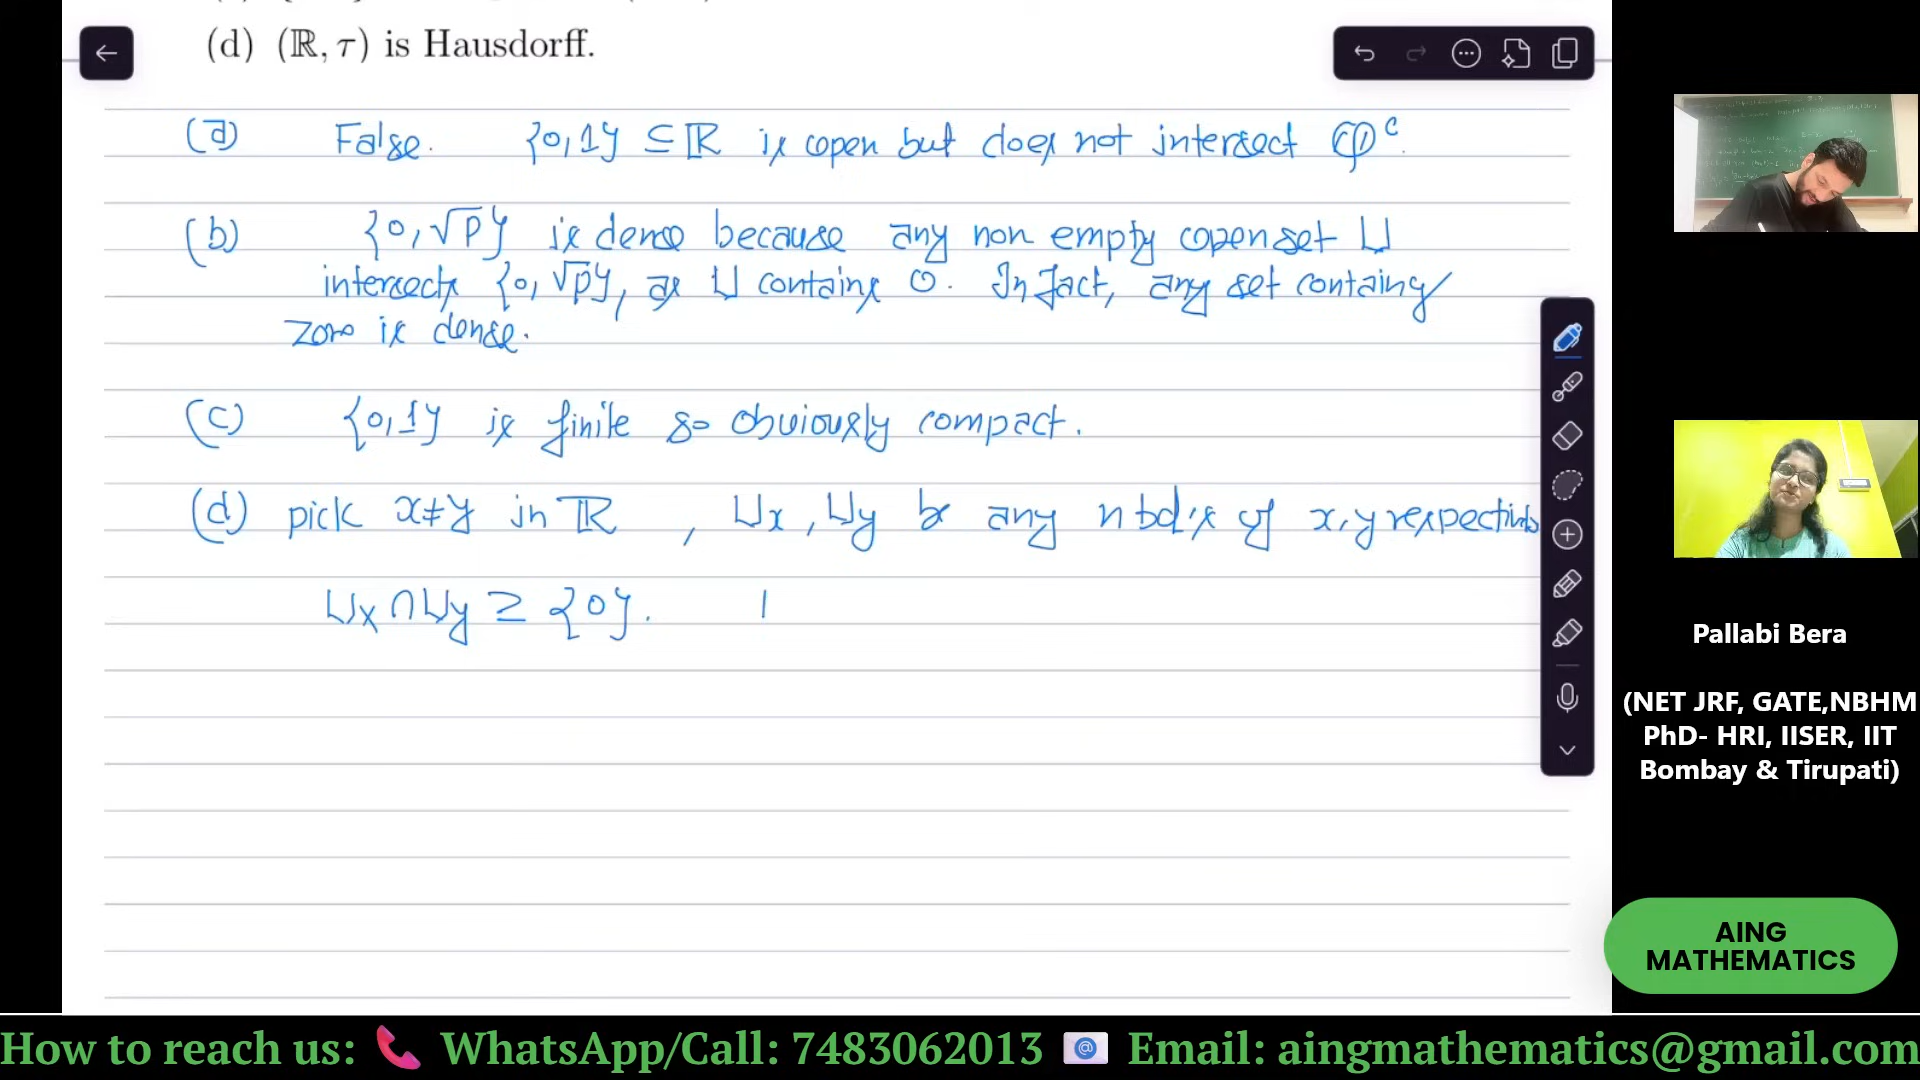 (d) (ℝ, τ) is Hausdorff.
(a) False. {0,1} ⊆ ℝ is open but does not intersect ℚᶜ.
(b) {0, √p} is dense because any non empty open set U
intersects {0, √p}, as U contains 0. In fact, any set containg
zero is dense.
(c) {0,1} is finite so obviously compact.
(d) pick x≠y in ℝ, Ux, Uy be any nbd's of x, y
Ux ∩ Uy ⊇ {0}.
Pallabi Bera
(NET JRF, GATE,NBHM
PhD- HRI, IISER, IIT
Bombay & Tirupati)
AING
MATHEMATICS
How to reach us: 📞 WhatsApp/Call: 7483062013 📧 Email: aingmathematics@gmail.com